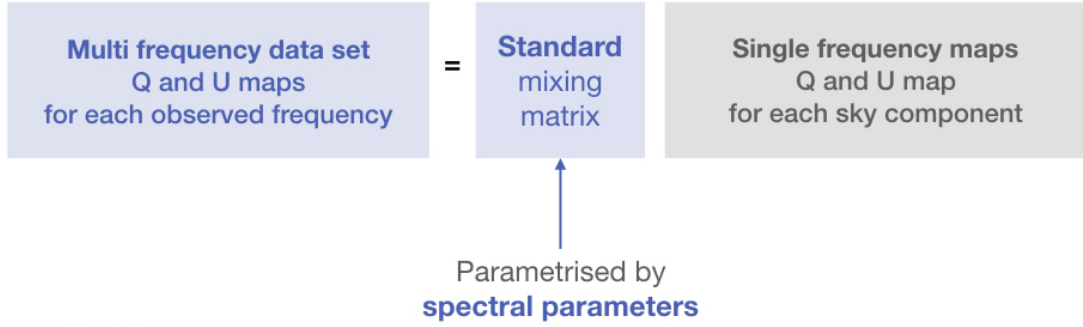 Multi frequency data set
Q and U maps
for each observed frequency
=
Standard
mixing
matrix
Single frequency maps
Q and U map
for each sky component
Parametrised by
spectral parameters